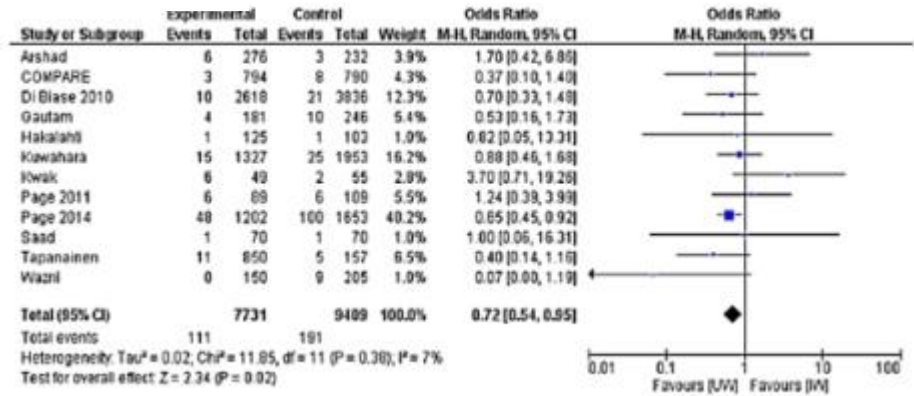 Experimental Control Odds Ratio Odds Ratio
Study or Subgroup Events Total Events Total Weight M-H, Random, 95% CI M-H, Random, 95% CI
Arshad 6 276 3 232 3.9% 1.70 [0.42, 6.86]
COMPARE 3 794 8 790 4.3% 0.37 [0.10, 1.40]
Di Biase 2010 10 2618 21 3836 12.3% 0.70 [0.33, 1.48]
Gautam 4 181 10 246 5.4% 0.53 [0.16, 1.73]
Hakalahti 1 125 1 103 1.0% 0.82 [0.05, 13.31]
Kuwahara 15 1327 25 1953 16.2% 0.88 [0.46, 1.68]
Kwak 6 49 2 55 2.8% 3.70 [0.71, 19.26]
Page 2011 6 89 6 109 5.1% 1.24 [0.39, 3.99]
Page 2014 48 1202 100 1653 40.2% 0.65 [0.45, 0.92]
Saad 1 70 1 70 1.0% 1.00 [0.06, 16.31]
Tapanainen 11 850 5 157 6.5% 0.40 [0.14, 1.16]
Waznil 0 150 9 205 1.0% 0.07 [0.00, 1.19]
Total (95% CI) 7731 9409 100.0% 0.72 [0.54, 0.95]
Total events 111 191
Heterogeneity: Tau² = 0.02; Chi² = 11.85, df = 11 (P = 0.38); I² = 7%
Test for overall effect: Z = 2.34 (P = 0.02)
0.01 0.1 1 10 100
Favours [UW] Favours [IW]